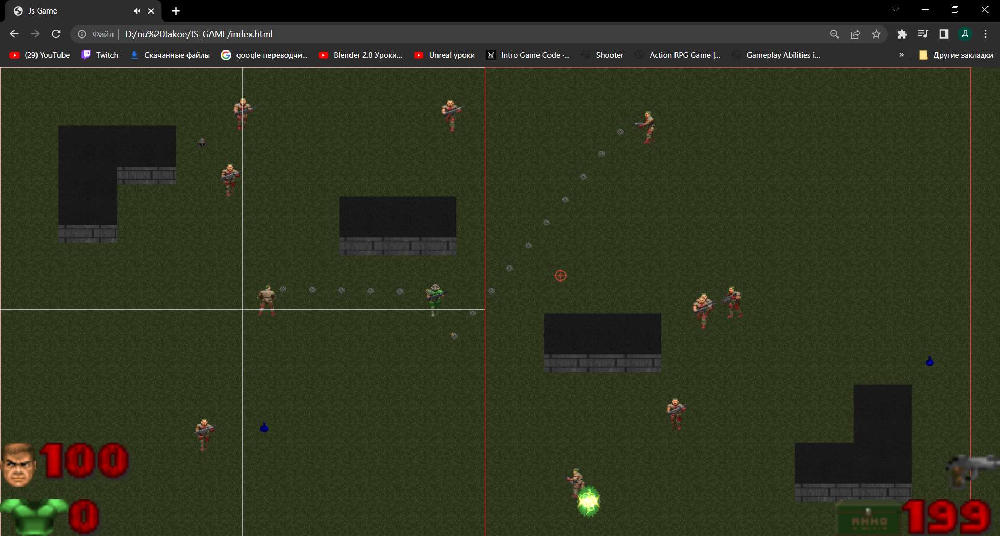 Js Game
Файл
D:/nu%20takoe/JS_GAME/index.html
Д
(29) YouTube
Twitch
Скачанные файлы
google переводчи...
Blender 2.8 Уроки...
Unreal уроки
Intro Game Code ·...
Shooter
Action RPG Game |...
Gameplay Abilities i...
»
Другие закладки
100
0
AMMO
199